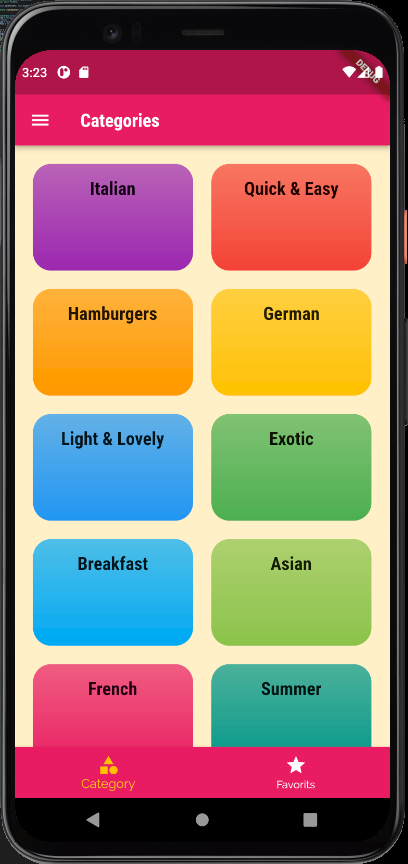 3:23
DEBUG
Categories
Italian
Quick & Easy
Hamburgers
German
Light & Lovely
Exotic
Breakfast
Asian
French
Summer
Category
Favorits